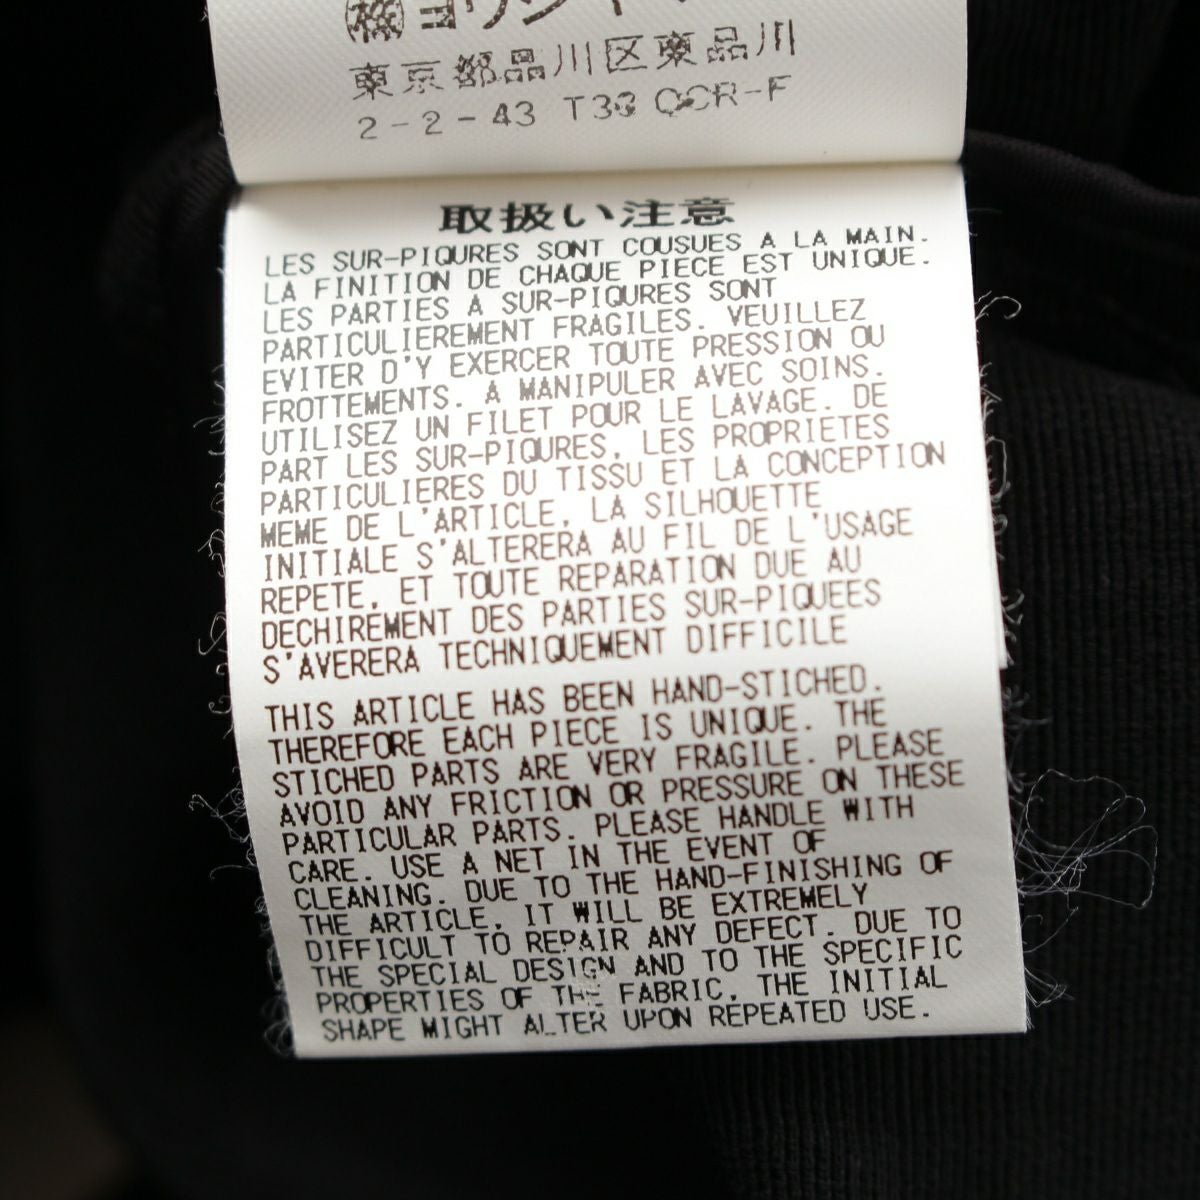 ㈱ヨウジヤマ
東京都品川区東品川
2-2-43 T33 OCR-F
取扱い注意
LES SUR-PIQURES SONT COUSUES A LA MAIN.
LA FINITION DE CHAQUE PIECE EST UNIQUE.
LES PARTIES A SUR-PIQURES SONT
PARTICULIEREMENT FRAGILES. VEUILLEZ
EVITER D'Y EXERCER TOUTE PRESSION OU
FROTTEMENTS. A MANIPULER AVEC SOINS.
UTILISEZ UN FILET POUR LE LAVAGE. DE
PART LES SUR-PIQURES, LES PROPRIETES
PARTICULIERES DU TISSU ET LA CONCEPTION
MEME DE L'ARTICLE, LA SILHOUETTE
INITIALE S'ALTERERA AU FIL DE L'USAGE
REPETE, ET TOUTE REPARATION DUE AU
DECHIREMENT DES PARTIES SUR-PIQUEES
S'AVERERA TECHNIQUEMENT DIFFICILE
THIS ARTICLE HAS BEEN HAND-STICHED.
THEREFORE EACH PIECE IS UNIQUE. THE
STICHED PARTS ARE VERY FRAGILE. PLEASE
AVOID ANY FRICTION OR PRESSURE ON THESE
PARTICULAR PARTS. PLEASE HANDLE WITH
CARE. USE A NET IN THE EVENT OF
CLEANING. DUE TO THE HAND-FINISHING OF
THE ARTICLE, IT WILL BE EXTREMELY
DIFFICULT TO REPAIR ANY DEFECT. DUE TO
THE SPECIAL DESIGN AND TO THE SPECIFIC
PROPERTIES OF THE FABRIC, THE INITIAL
SHAPE MIGHT ALTER UPON REPEATED USE.